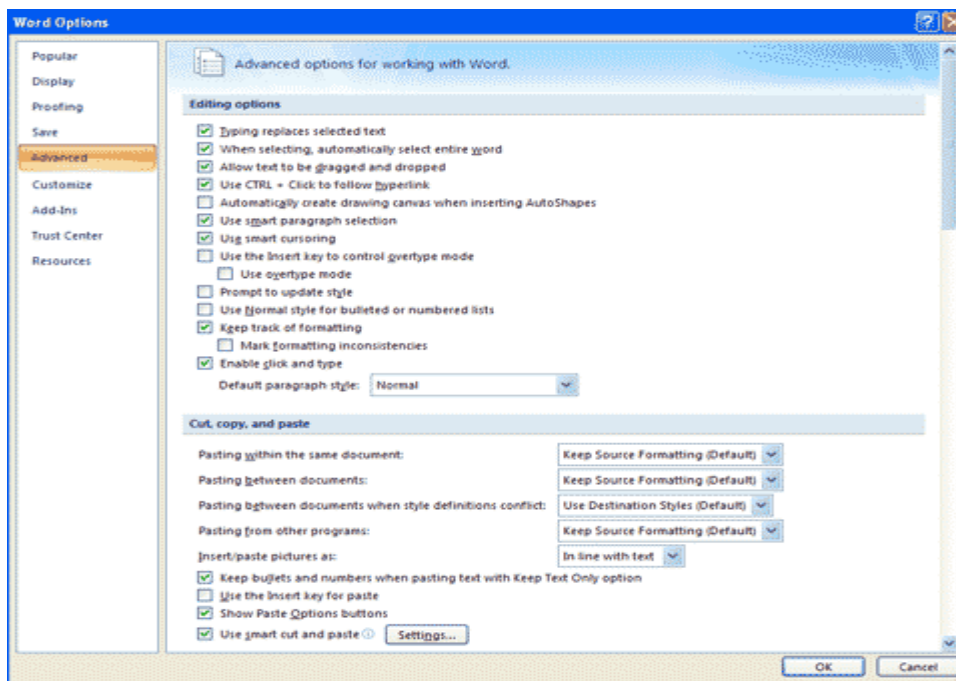 Word Options
Popular
Display
Proofing
Save
Advanced
Customize
Add-Ins
Trust Center
Resources
Advanced options for working with Word.
Editing options
Typing replaces selected text
When selecting, automatically select entire word
Allow text to be dragged and dropped
Use CTRL + Click to follow hyperlink
Automatically create drawing canvas when inserting AutoShapes
Use smart paragraph selection
Use smart cursoring
Use the Insert key to control overtype mode
Use overtype mode
Prompt to update style
Use Normal style for bulleted or numbered lists
Keep track of formatting
Mark formatting inconsistencies
Enable click and type
Default paragraph style: Normal
Cut, copy, and paste
Pasting within the same document: Keep Source Formatting (Default)
Pasting between documents: Keep Source Formatting (Default)
Pasting between documents when style definitions conflict: Use Destination Styles (Default)
Pasting from other programs: Keep Source Formatting (Default)
Insert/paste pictures as: In line with text
Keep bullets and numbers when pasting text with Keep Text Only option
Use the Insert key for paste
Show Paste Options buttons
Use smart cut and paste Settings...
OK Cancel